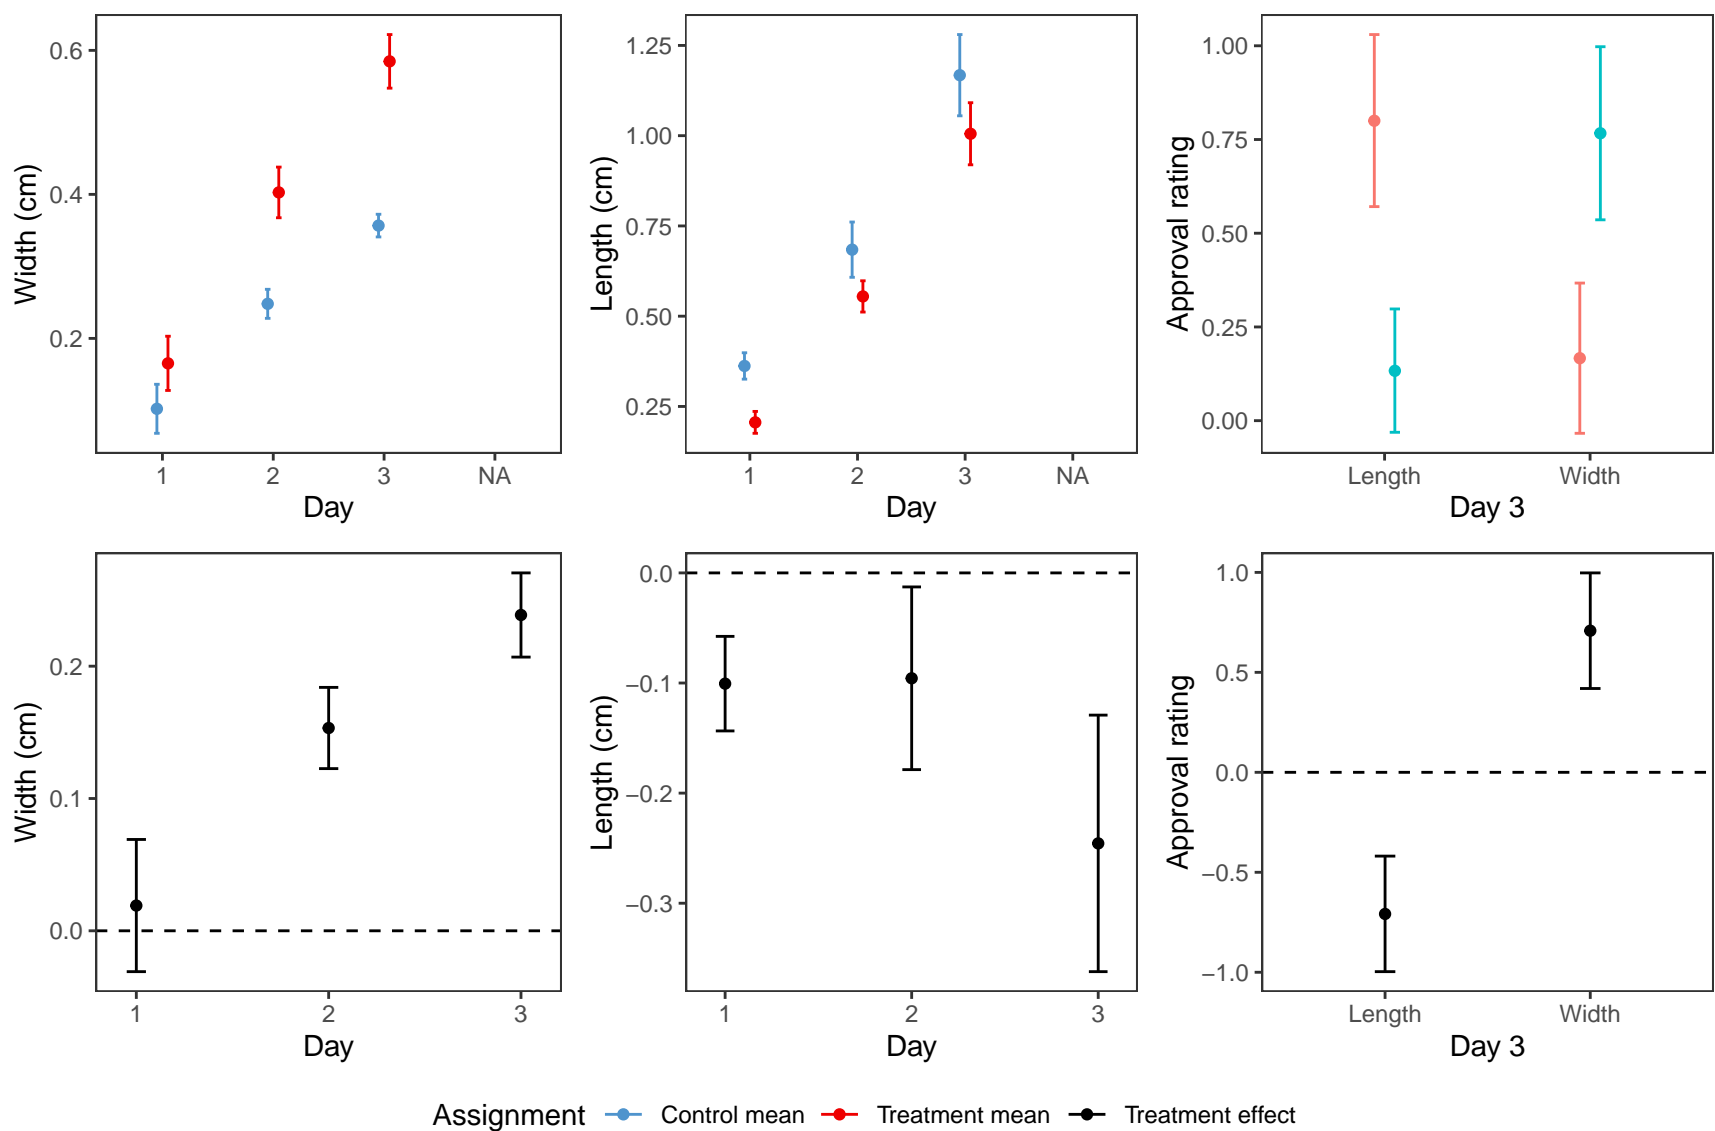 Width (cm)
0.6
0.4
0.2
1 2 3 NA
Day
Length (cm)
1.25
1.00
0.75
0.50
0.25
1 2 3 NA
Day
Approval rating
1.00
0.75
0.50
0.25
0.00
Length Width
Day 3
Width (cm)
0.2
0.1
0.0
1 2 3
Day
Length (cm)
0.0
−0.1
−0.2
−0.3
1 2 3
Day
Approval rating
1.0
0.5
0.0
−0.5
−1.0
Length Width
Day 3
Assignment Control mean Treatment mean Treatment effect